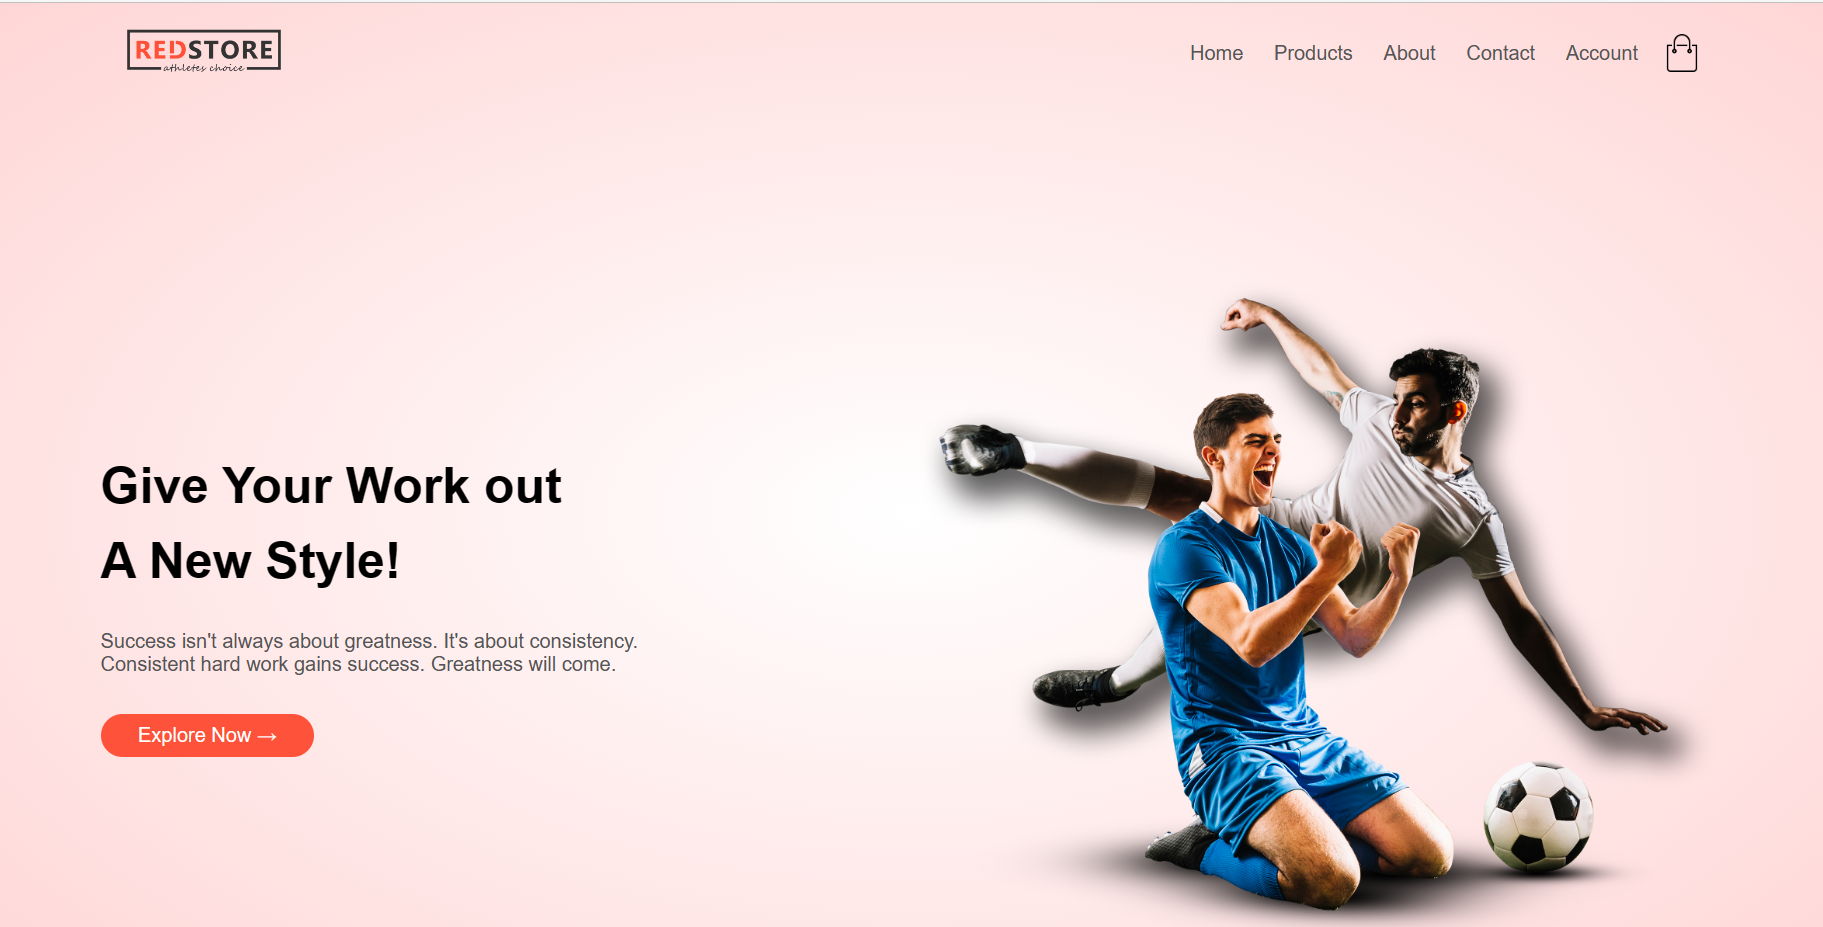 REDSTORE
athletes choice
Home
Products
About
Contact
Account
Give Your Work out
A New Style!
Success isn't always about greatness. It's about consistency.
Consistent hard work gains success. Greatness will come.
Explore Now →